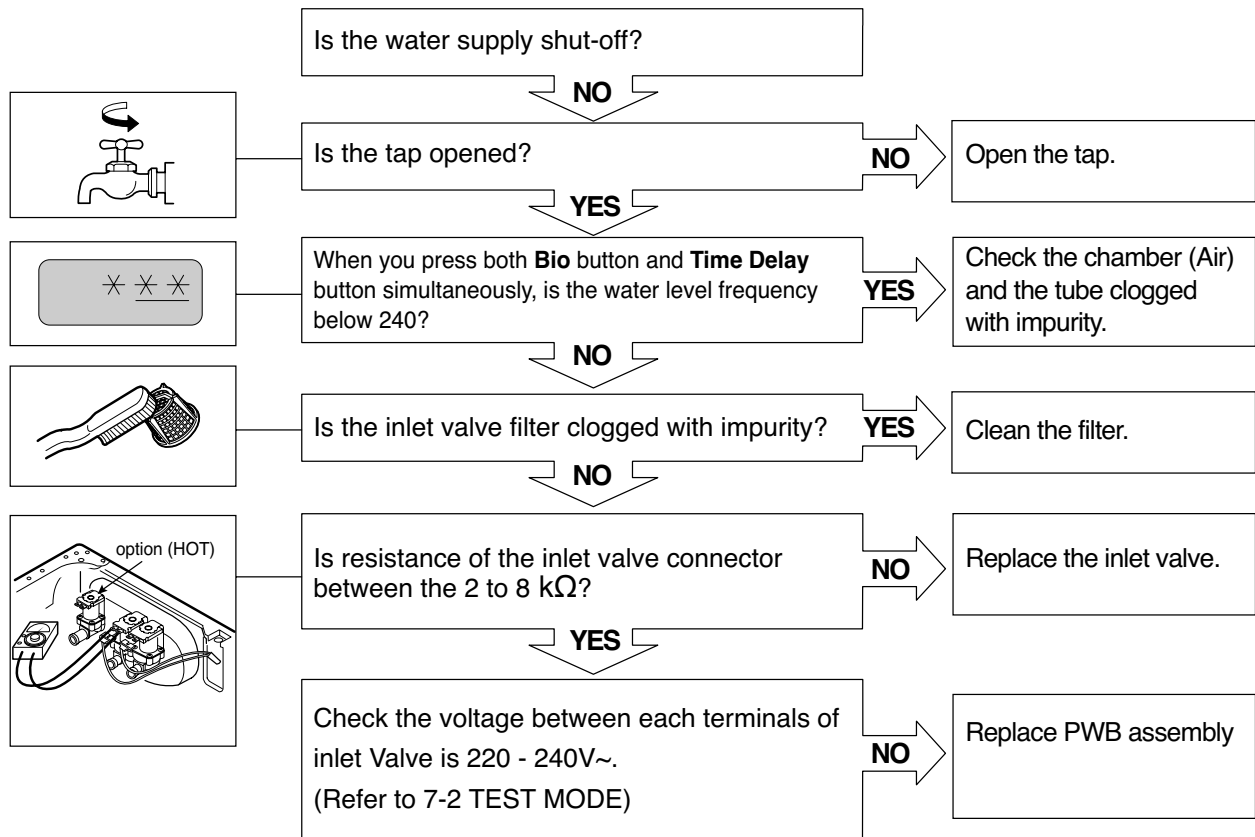 Is the water supply shut-off?
NO
Is the tap opened?
NO
Open the tap.
YES
When you press both Bio button and Time Delay
button simultaneously, is the water level frequency
below 240?
YES
Check the chamber (Air)
and the tube clogged
with impurity.
NO
Is the inlet valve filter clogged with impurity?
YES
Clean the filter.
NO
option (HOT)
Is resistance of the inlet valve connector
between the 2 to 8 kΩ?
NO
Replace the inlet valve.
YES
Check the voltage between each terminals of
inlet Valve is 220 - 240V~.
(Refer to 7-2 TEST MODE)
NO
Replace PWB assembly